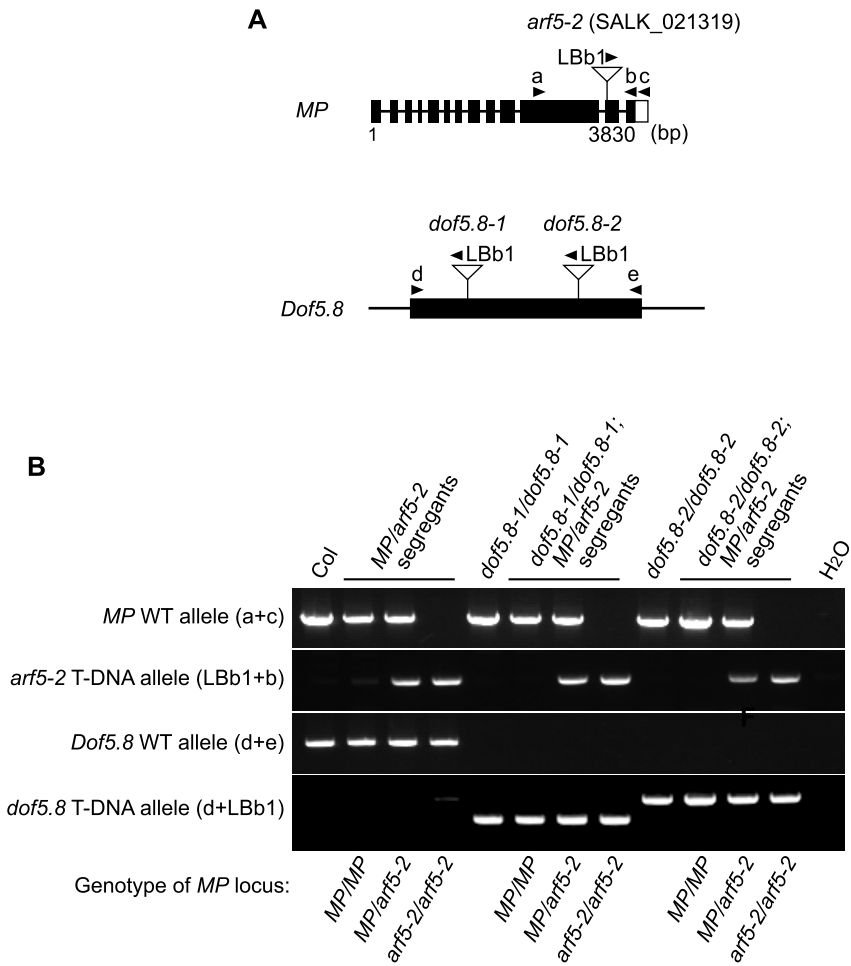 A
arf5-2 (SALK_021319)
LBb1
a
b c
MP
1
3830 (bp)
dof5.8-1
dof5.8-2
LBb1
LBb1
d
e
Dof5.8
B
Col
MP/arf5-2
segregants
dof5.8-1/dof5.8-1
dof5.8-1/dof5.8-1;
MP/arf5-2
segregants
dof5.8-2/dof5.8-2
dof5.8-2/dof5.8-2;
MP/arf5-2
segregants
H2O
MP WT allele (a+c)
arf5-2 T-DNA allele (LBb1+b)
Dof5.8 WT allele (d+e)
dof5.8 T-DNA allele (d+LBb1)
Genotype of MP locus:
MP/MP
MP/arf5-2
arf5-2/arf5-2
MP/MP
MP/arf5-2
arf5-2/arf5-2
MP/MP
MP/arf5-2
arf5-2/arf5-2